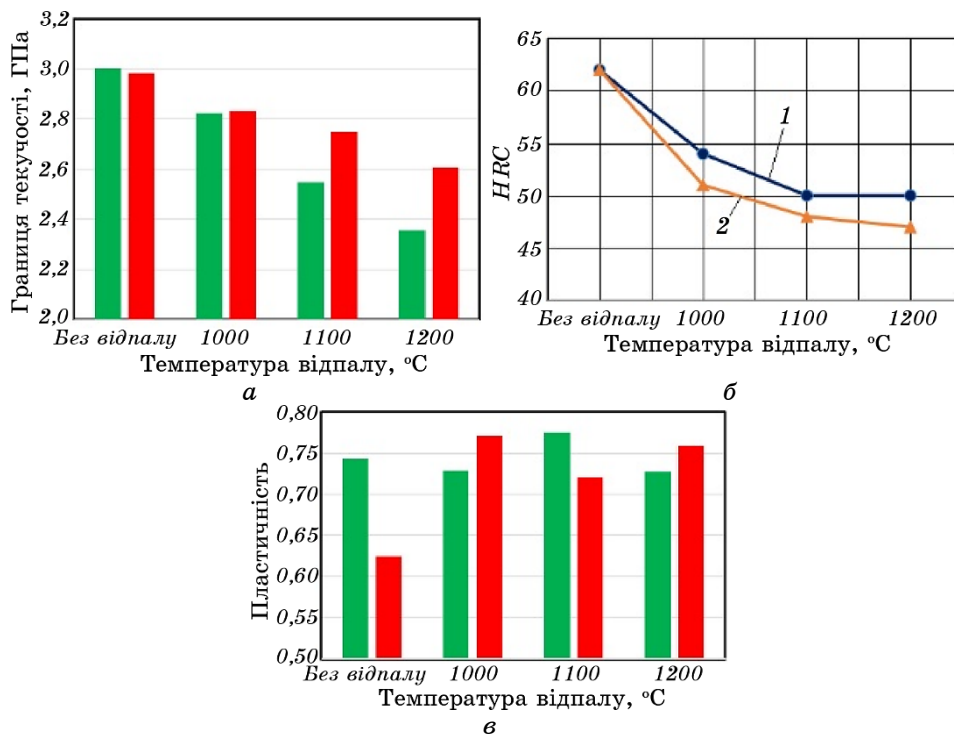 Граница текучості, ГПа
3,2
3,0
2,8
2,6
2,4
2,2
2,0
Без відпалу 1000 1100 1200
Температура відпалу, °С
а
HRC
65
60
55
50
45
40
1
2
Без відпалу 1000 1100 1200
Температура відпалу, °С
б
Пластичність
0,80
0,75
0,70
0,65
0,60
0,55
0,50
Без відпалу 1000 1100 1200
Температура відпалу, °С
в